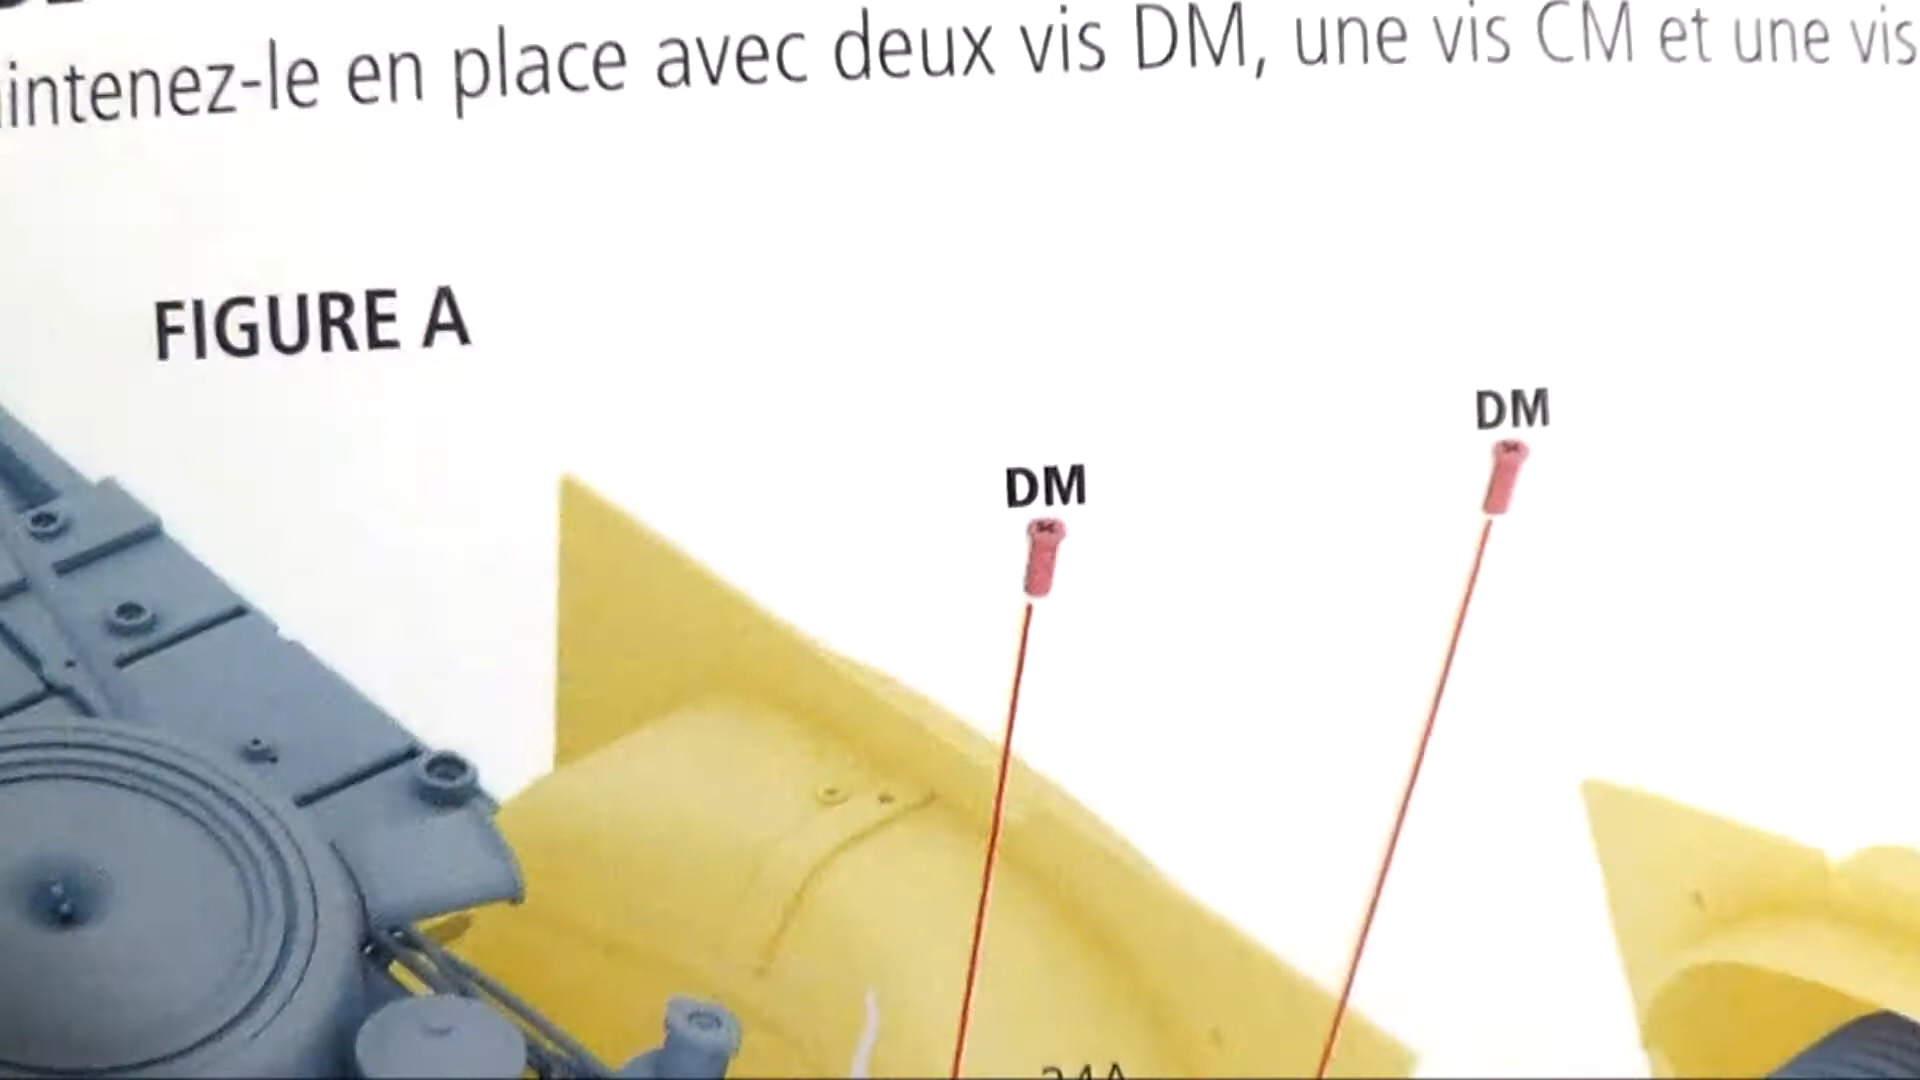 intenez-le en place avec deux vis DM, une vis CM et une vis
FIGURE A
DM
DM